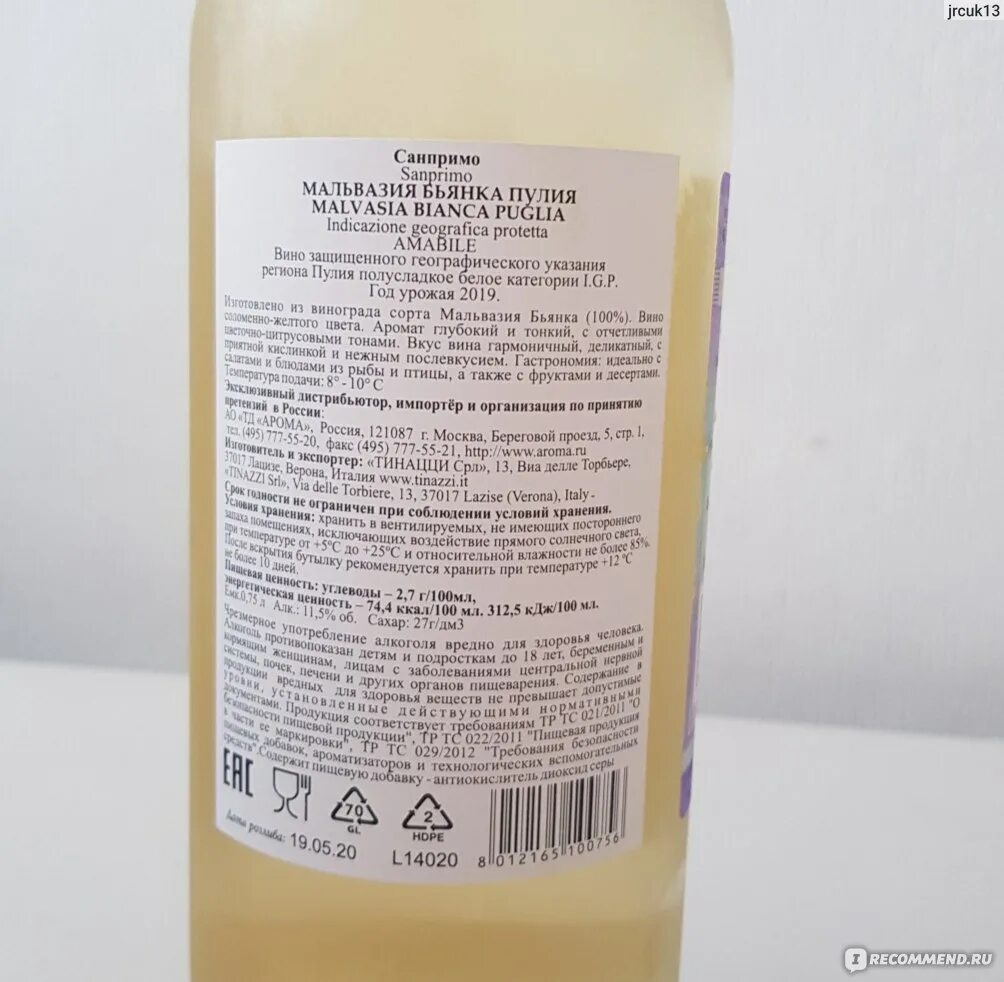 jrcuk13
Санпримо
Sanprimo
МАЛЬВАЗИЯ БЬЯНКА ПУЛИЯ
MALVASIA BIANCA PUGLIA
Indicazione geografica protetta
AMABILE
Вино защищенного географического указания
региона Пулия полусладкое белое категории I.G.P.
Год урожая 2019.
Изготовлено из винограда сорта Мальвазия Бьянка (100%). Вино
соломенно-желтого цвета. Аромат глубокий и тонкий, с отчетливыми
цветочно-цитрусовыми тонами. Вкус вина гармоничный, деликатный, с
приятной кислинкой и нежным послевкусием. Гастрономия: идеально с
салатами и блюдами из рыбы и птицы, а также с фруктами и десертами.
Температура подачи: 8° - 10° С
Эксклюзивный дистрибьютор, импортёр и организация по принятию
претензий в России:
АО «ТД «АРОМА», Россия, 121087 г. Москва, Береговой проезд, 5, стр. 1,
тел. (495) 777-55-20, факс (495) 777-55-21, http://www.aroma.ru
Изготовитель и экспортер: «ТИНАЦЦИ Срл», 13, Виа делле Торбьере,
37017 Лацизе, Верона, Италия www.tinazzi.it
«TINAZZI Srl», Via delle Torbiere, 13, 37017 Lazise (Verona), Italy -
Срок годности не ограничен при соблюдении условий хранения.
Условия хранения: хранить в вентилируемых, не имеющих постороннего
запаха помещениях, исключающих воздействие прямого солнечного света,
при температуре от +5°С до +25°С и относительной влажности не более 85%.
После вскрытия бутылку рекомендуется хранить при температуре +12 °С
не более 10 дней.
Пищевая ценность: углеводы – 2,7 г/100мл,
энергетическая ценность – 74,4 ккал/100 мл. 312,5 кДж/100 мл.
Емк.0,75 л Алк.: 11,5% об. Сахар: 27г/дм3
Чрезмерное употребление алкоголя вредно для здоровья человека.
Алкоголь противопоказан детям и подросткам до 18 лет, беременным и
кормящим женщинам, лицам с заболеваниями центральной нервной
системы, почек, печени и других органов пищеварения. Содержание в
продукции вредных для здоровья веществ не превышает допустимые
уровни, установленные действующими нормативными
документами. Продукция соответствует требованиям ТР ТС 021/2011 "О
безопасности пищевой продукции", ТР ТС 022/2011 "Пищевая продукция
в части ее маркировки", ТР ТС 029/2012 "Требования безопасности
пищевых добавок, ароматизаторов и технологических вспомогательных
средств".Содержит пищевую добавку - антиокислитель диоксид серы
EAC
70
GL
2
HDPE
Дата розлива: 19.05.20
L14020
8 012165 100756
IRECOMMEND.RU